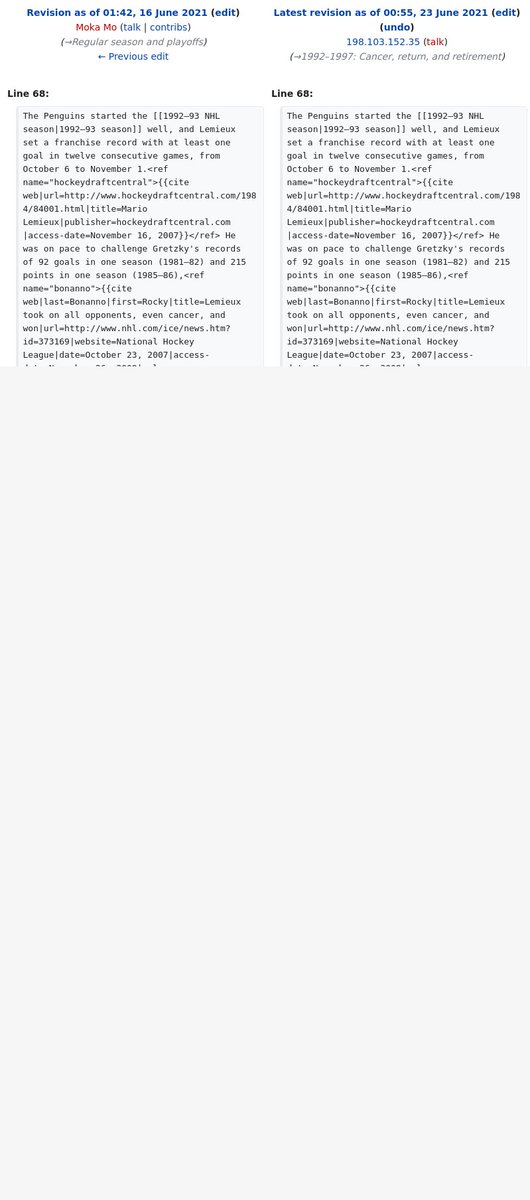 Revision as of 01:42, 16 June 2021 (edit)
Moka Mo (talk | contribs)
(→Regular season and playoffs)
← Previous edit
Latest revision as of 00:55, 23 June 2021 (edit)
(undo)
198.103.152.35 (talk)
(→1992–1997: Cancer, return, and retirement)
Line 68:
The Penguins started the [[1992–93 NHL
season|1992–93 season]] well, and Lemieux
set a franchise record with at least one
goal in twelve consecutive games, from
October 6 to November 1.<ref
name="hockeydraftcentral">{{cite
web|url=http://www.hockeydraftcentral.com/198
4/84001.html|title=Mario
Lemieux|publisher=hockeydraftcentral.com
|access-date=November 16, 2007}}</ref> He
was on pace to challenge Gretzky's records
of 92 goals in one season (1981–82) and 215
points in one season (1985–86),<ref
name="bonanno">{{cite
web|last=Bonanno|first=Rocky|title=Lemieux
took on all opponents, even cancer, and
won|url=http://www.nhl.com/ice/news.htm?
id=373169|website=National Hockey
League|date=October 23, 2007|access-
Line 68:
The Penguins started the [[1992–93 NHL
season|1992–93 season]] well, and Lemieux
set a franchise record with at least one
goal in twelve consecutive games, from
October 6 to November 1.<ref
name="hockeydraftcentral">{{cite
web|url=http://www.hockeydraftcentral.com/198
4/84001.html|title=Mario
Lemieux|publisher=hockeydraftcentral.com
|access-date=November 16, 2007}}</ref> He
was on pace to challenge Gretzky's records
of 92 goals in one season (1981–82) and 215
points in one season (1985–86),<ref
name="bonanno">{{cite
web|last=Bonanno|first=Rocky|title=Lemieux
took on all opponents, even cancer, and
won|url=http://www.nhl.com/ice/news.htm?
id=373169|website=National Hockey
League|date=October 23, 2007|access-